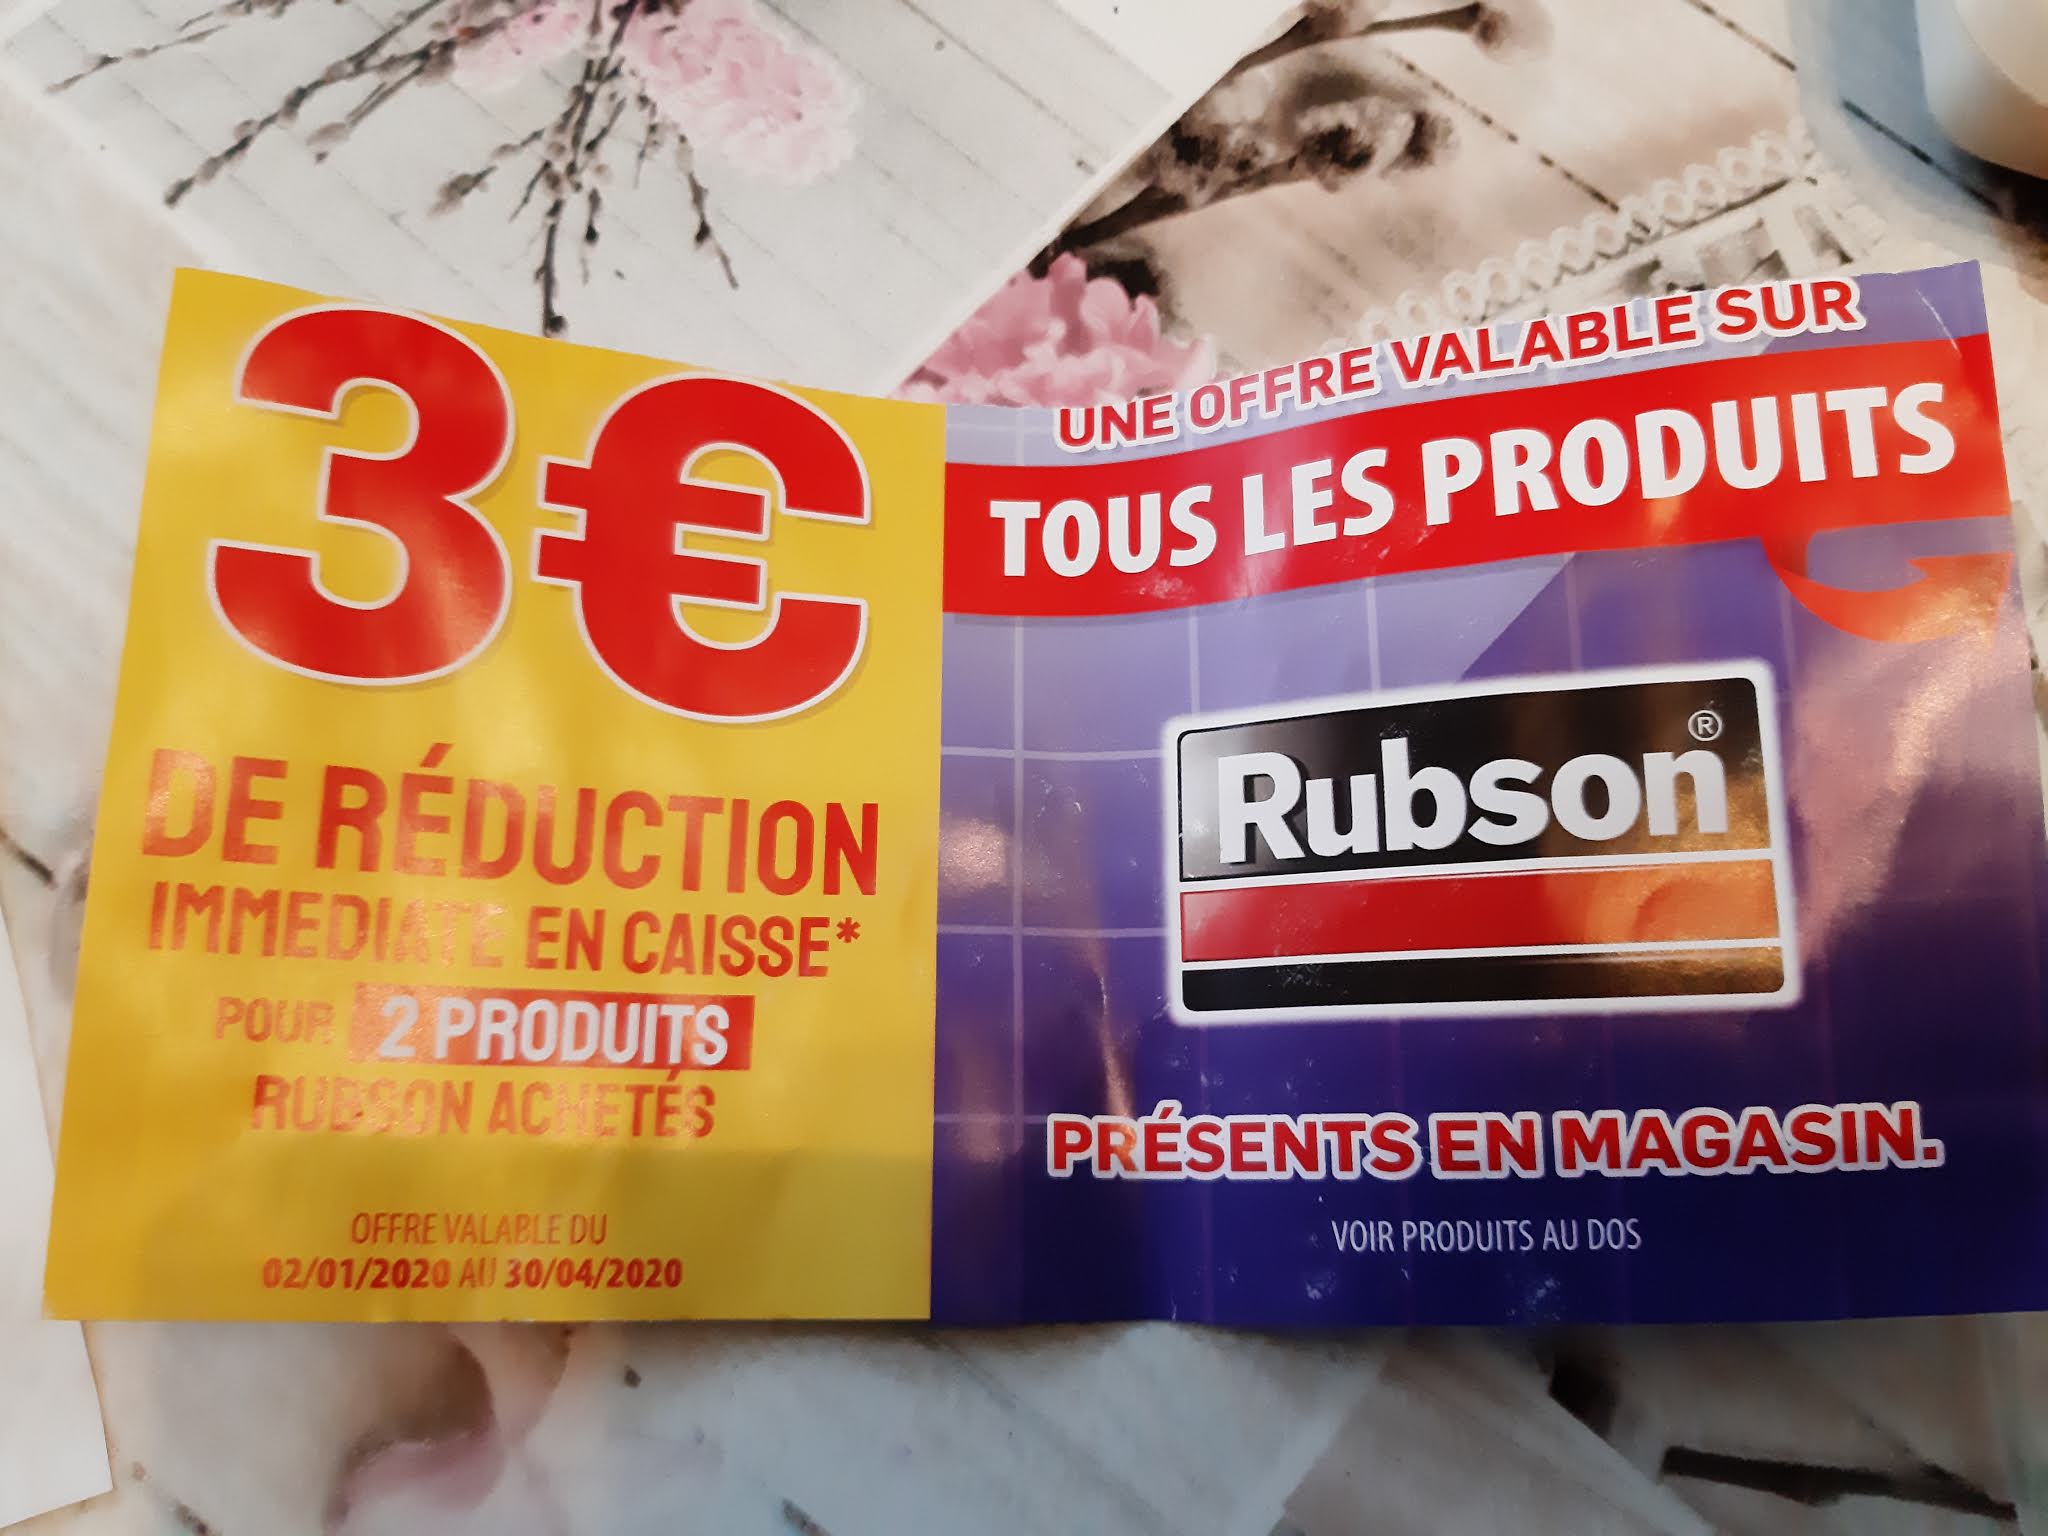 3€
DE RÉDUCTION
IMMEDIATE EN CAISSE*
POUR 2 PRODUITS
RUBSON ACHETÉS
OFFRE VALABLE DU
02/01/2020 AU 30/04/2020
UNE OFFRE VALABLE SUR
TOUS LES PRODUITS
Rubson®
PRÉSENTS EN MAGASIN.
VOIR PRODUITS AU DOS